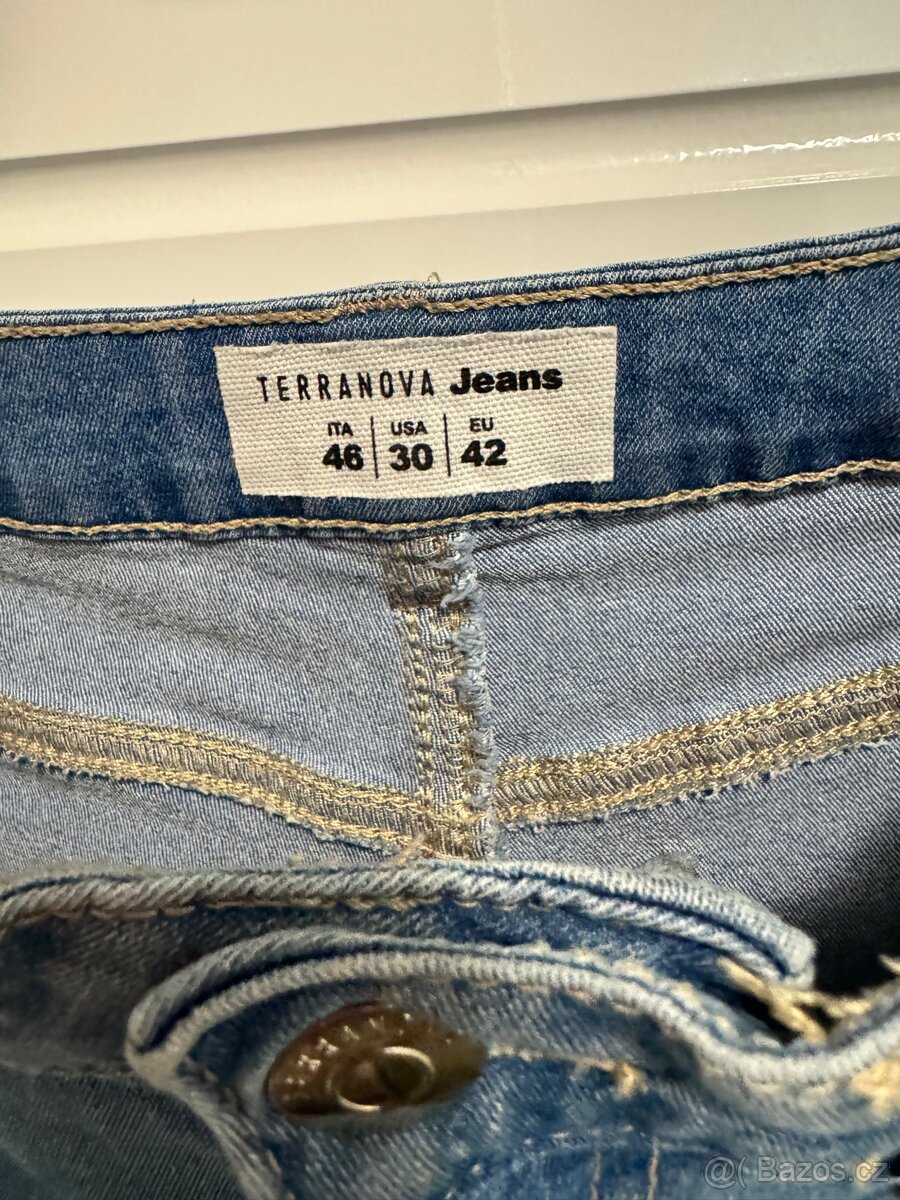 TERRANOVA Jeans
ITA | USA | EU
46 | 30 | 42
@( Bazos.cz